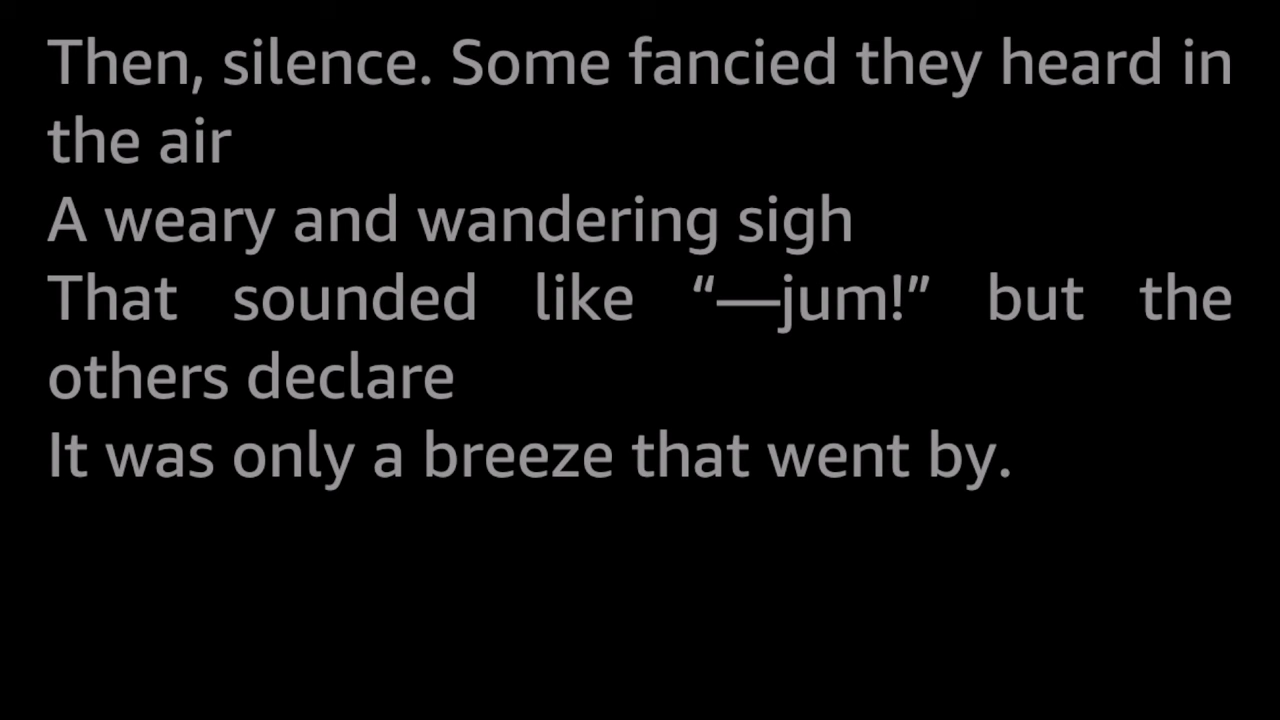 Then, silence. Some fancied they heard in
the air
A weary and wandering sigh
That sounded like “—jum!” but the
others declare
It was only a breeze that went by.